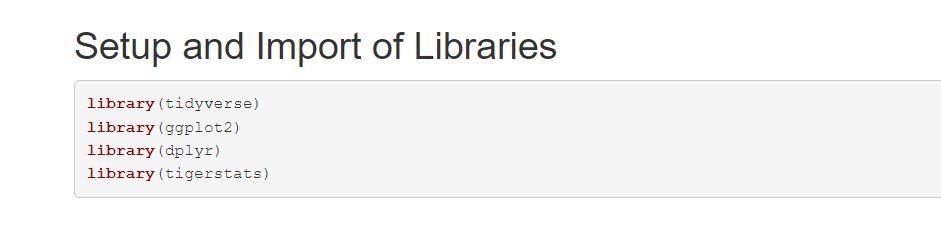 Setup and Import of Libraries
library(tidyverse)
library(ggplot2)
library(dplyr)
library(tigerstats)